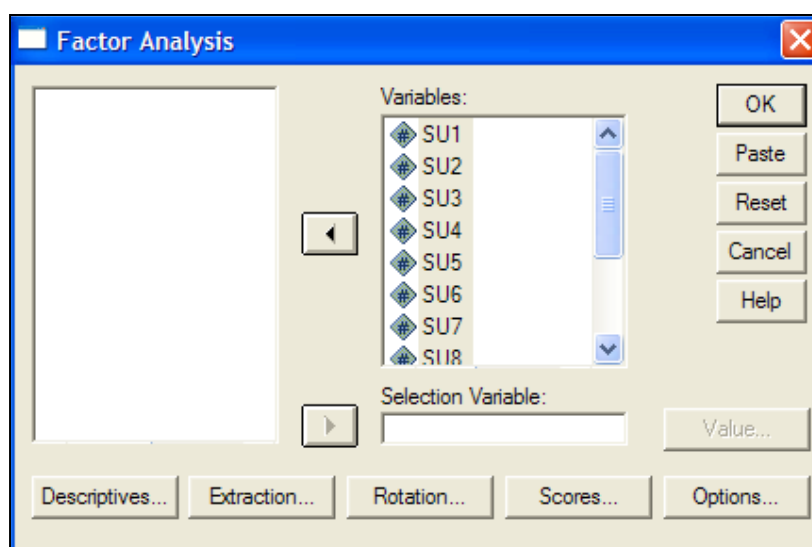 Factor Analysis
Variables:
SU1
SU2
SU3
SU4
SU5
SU6
SU7
SU8
Selection Variable:
OK
Paste
Reset
Cancel
Help
Value...
Descriptives... Extraction... Rotation... Scores... Options...